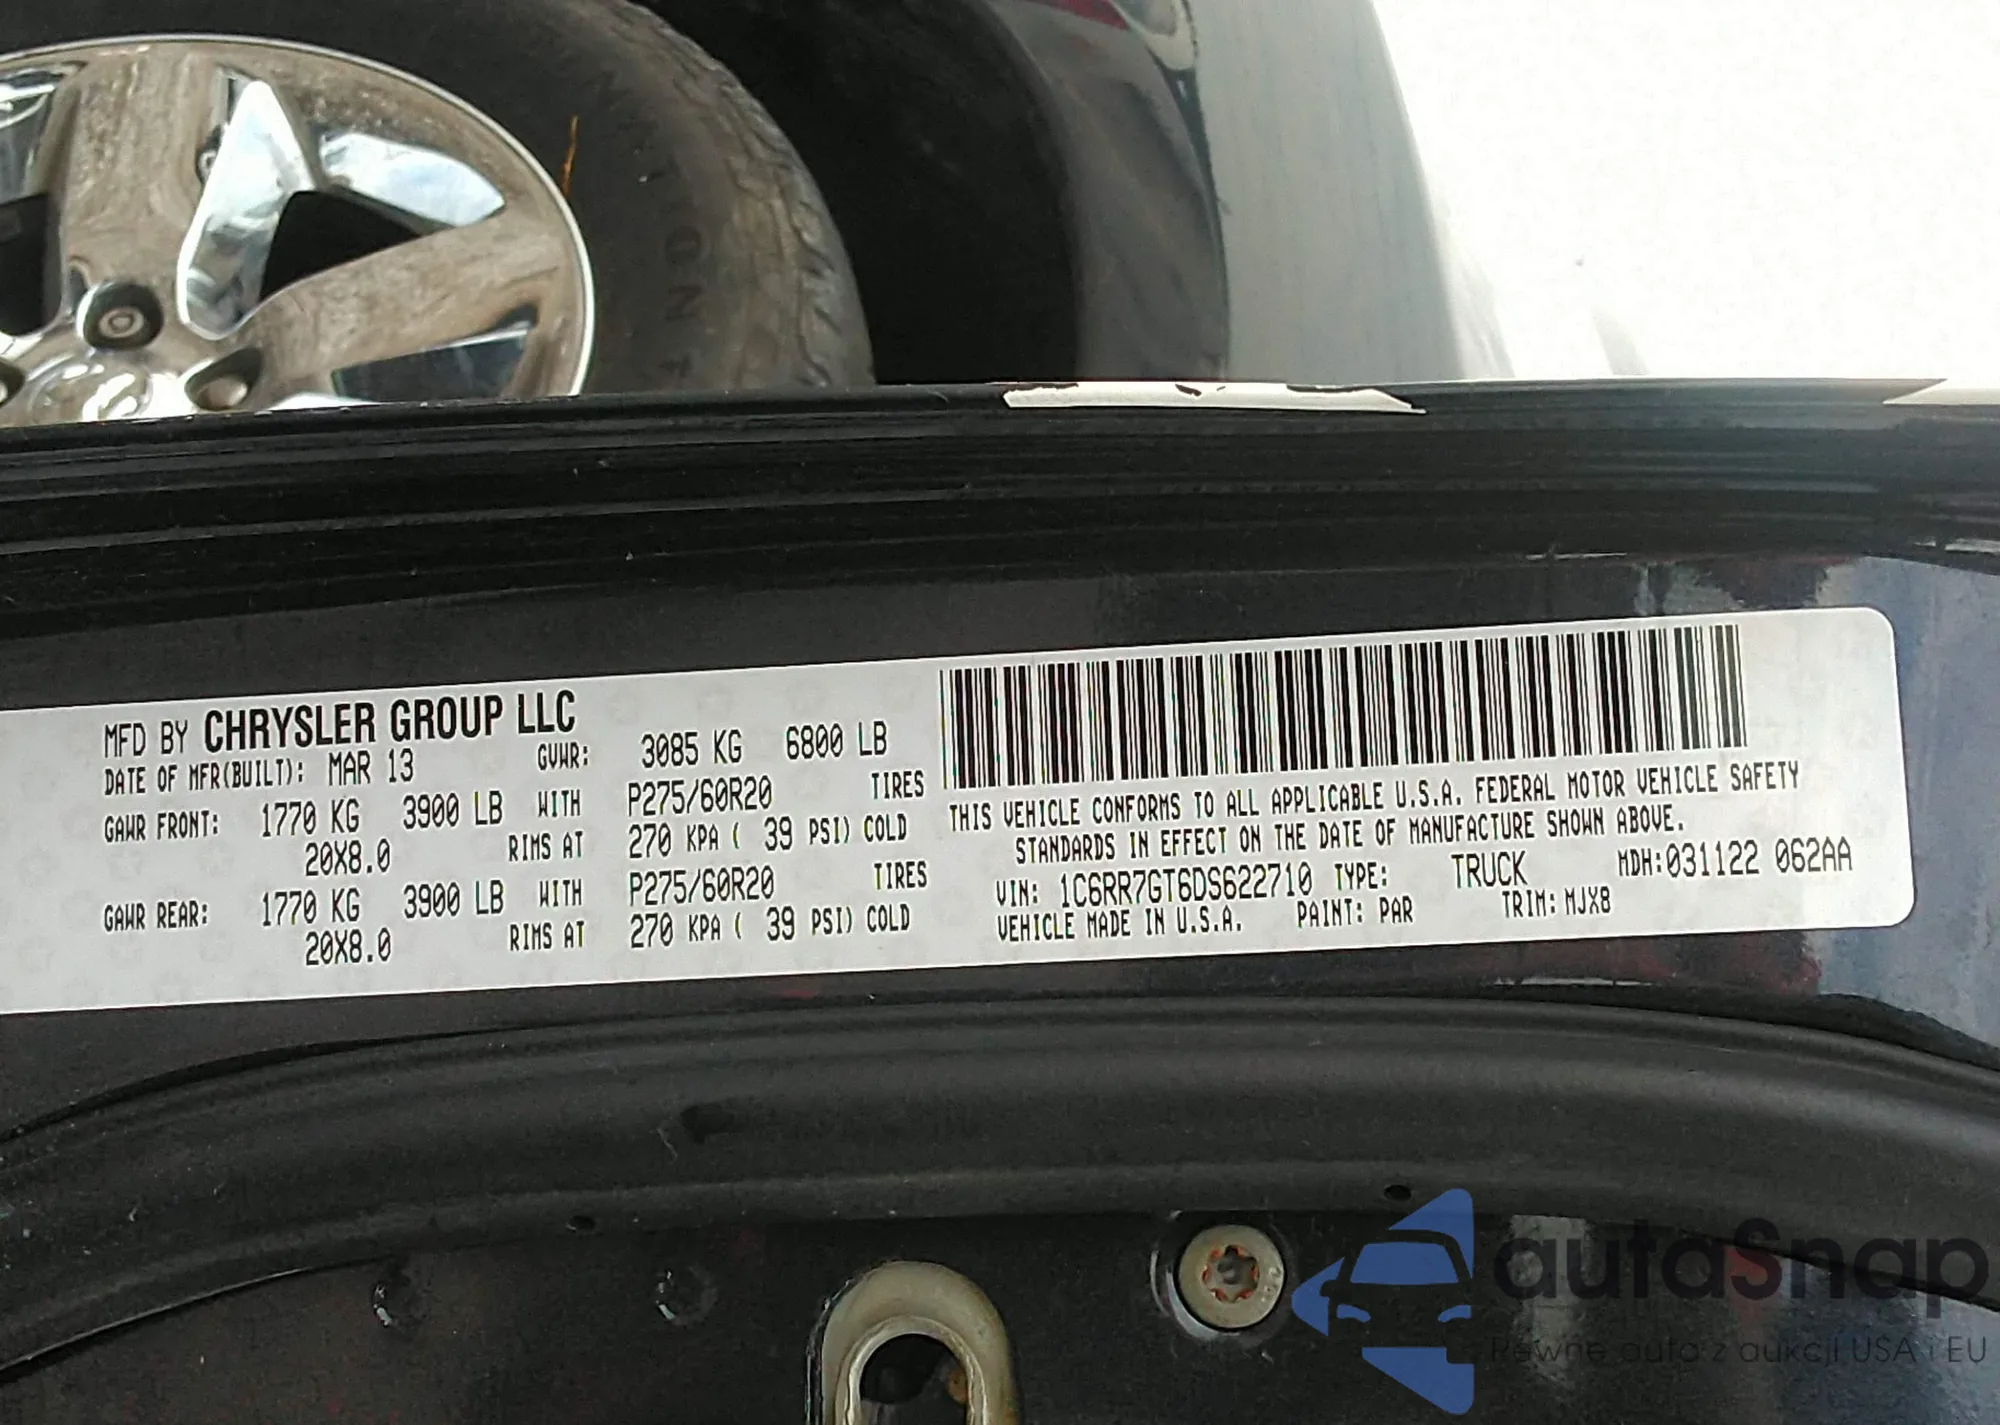 MFD BY CHRYSLER GROUP LLC
DATE OF MFR(BUILT): MAR 13 GVWR: 3085 KG 6800 LB
GAWR FRONT: 1770 KG 3900 LB WITH P275/60R20 TIRES
20X8.0 RIMS AT 270 KPA ( 39 PSI) COLD
GAWR REAR: 1770 KG 3900 LB WITH P275/60R20 TIRES
20X8.0 RIMS AT 270 KPA ( 39 PSI) COLD
THIS VEHICLE CONFORMS TO ALL APPLICABLE U.S.A. FEDERAL MOTOR VEHICLE SAFETY
STANDARDS IN EFFECT ON THE DATE OF MANUFACTURE SHOWN ABOVE.
VIN: 1C6RR7GT6DS622710 TYPE: TRUCK MDH:031122 062AA
VEHICLE MADE IN U.S.A. PAINT: PAR TRIM: MJX8
autaSnap
Pewne auta z aukcji USA i EU